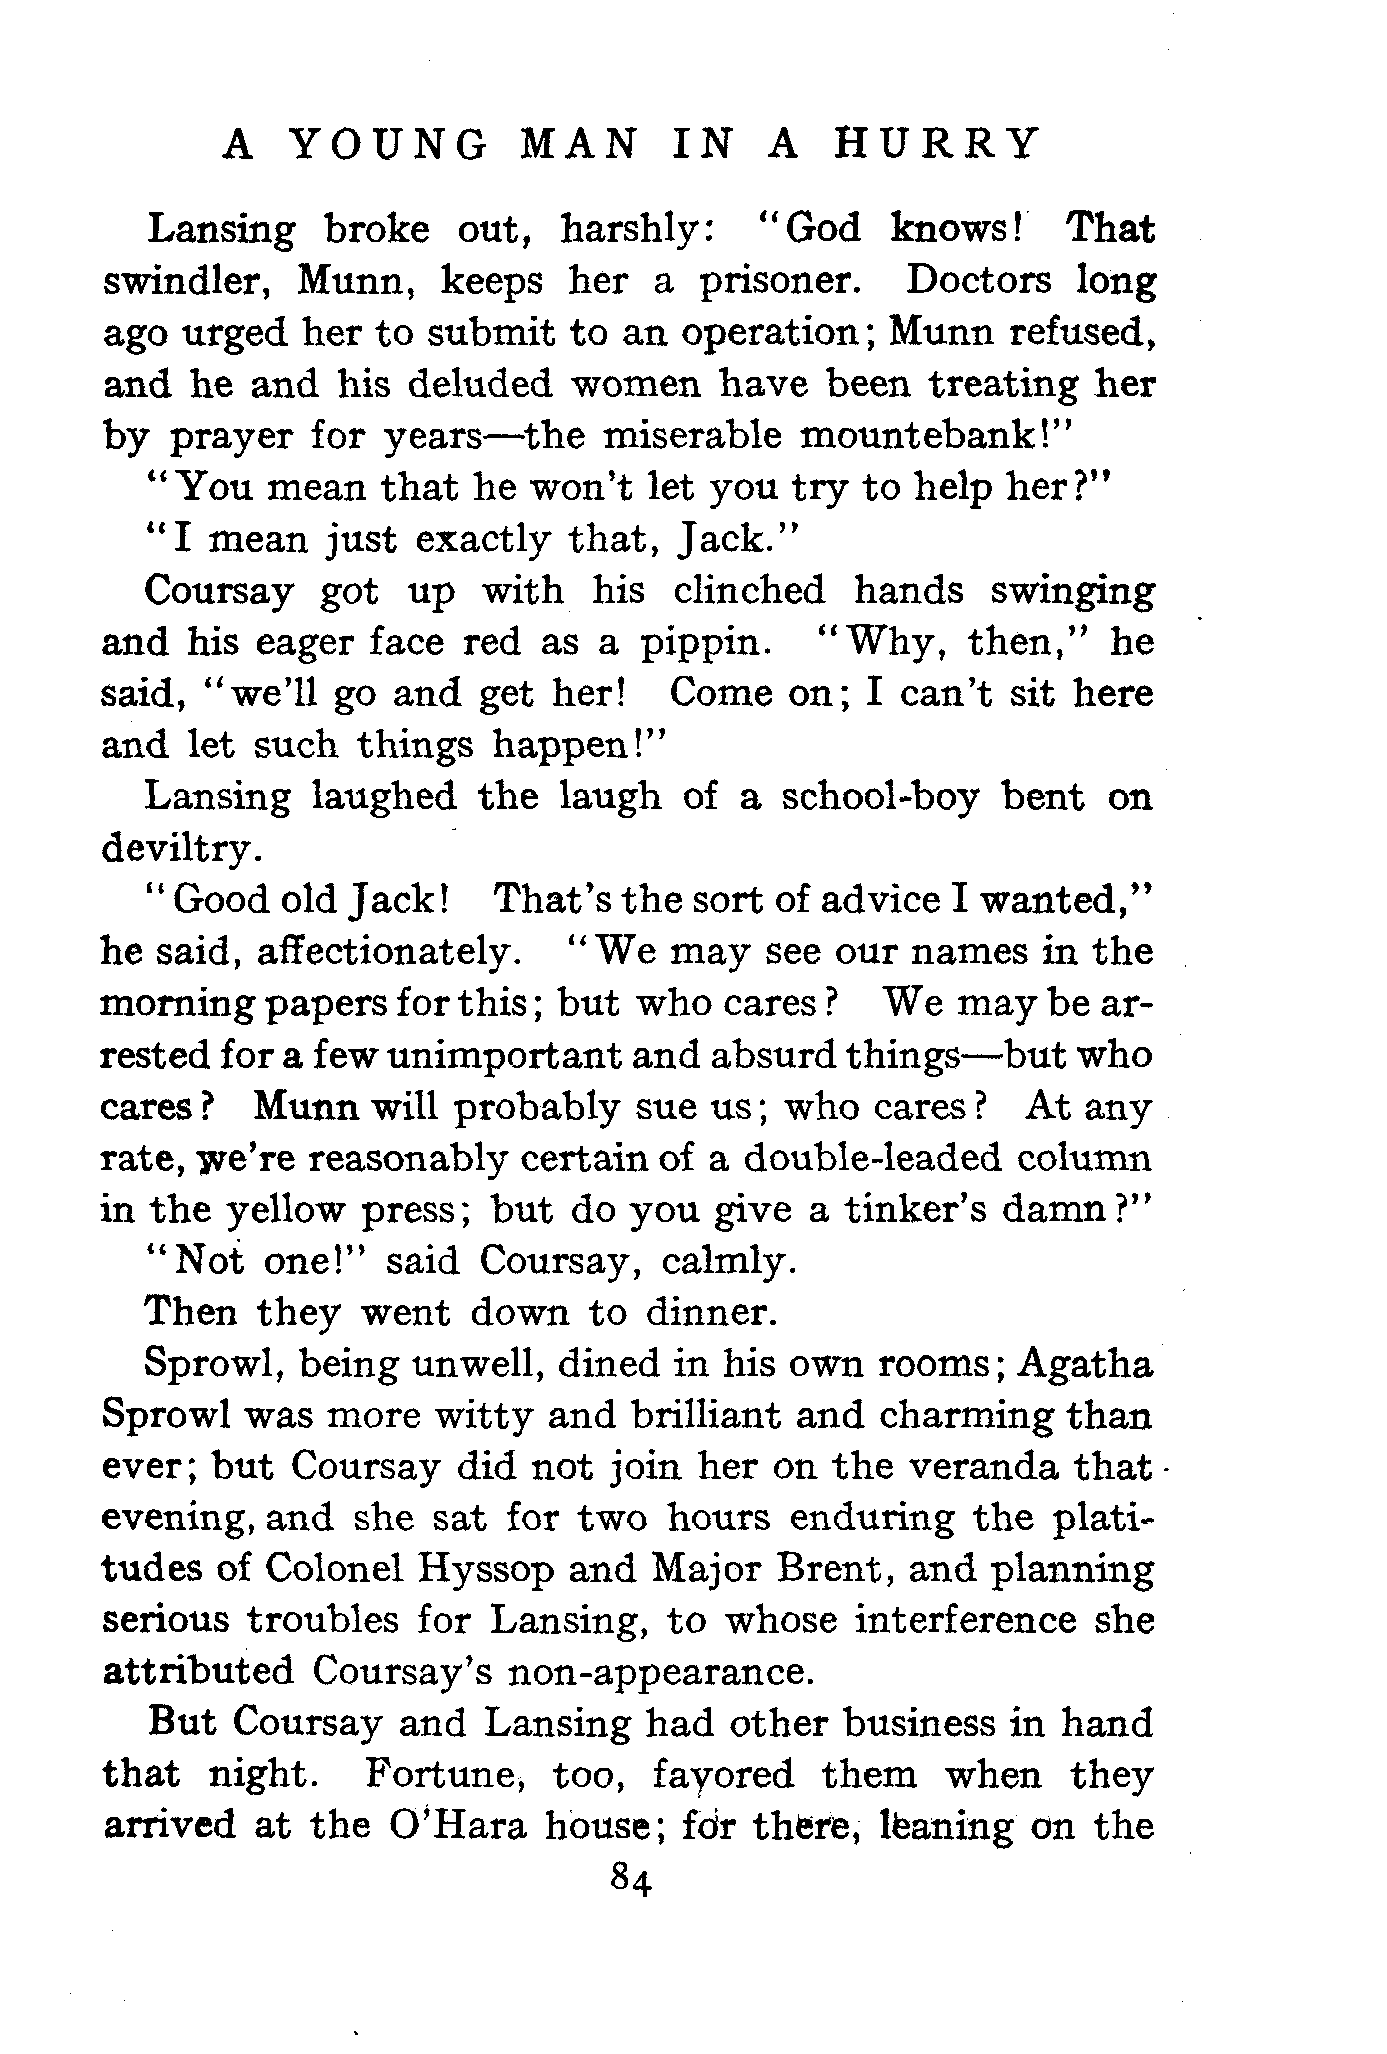 A YOUNG MAN IN A HURRY
Lansing broke out, harshly: "God knows! That
swindler, Munn, keeps her a prisoner. Doctors long
ago urged her to submit to an operation; Munn refused,
and he and his deluded women have been treating her
by prayer for years—the miserable mountebank!"
"You mean that he won't let you try to help her?"
"I mean just exactly that, Jack."
Coursay got up with his clinched hands swinging
and his eager face red as a pippin. "Why, then," he
said, "we'll go and get her! Come on; I can't sit here
and let such things happen!"
Lansing laughed the laugh of a school-boy bent on
deviltry.
"Good old Jack! That's the sort of advice I wanted,"
he said, affectionately. "We may see our names in the
morning papers for this; but who cares? We may be ar-
rested for a few unimportant and absurd things—but who
cares? Munn will probably sue us; who cares? At any
rate, we're reasonably certain of a double-leaded column
in the yellow press; but do you give a tinker's damn?"
"Not one!" said Coursay, calmly.
Then they went down to dinner.
Sprowl, being unwell, dined in his own rooms; Agatha
Sprowl was more witty and brilliant and charming than
ever; but Coursay did not join her on the veranda that
evening, and she sat for two hours enduring the plati-
tudes of Colonel Hyssop and Major Brent, and planning
serious troubles for Lansing, to whose interference she
attributed Coursay's non-appearance.
But Coursay and Lansing had other business in hand
that night. Fortune, too, favored them when they
arrived at the O'Hara house; for there, leaning on the
84